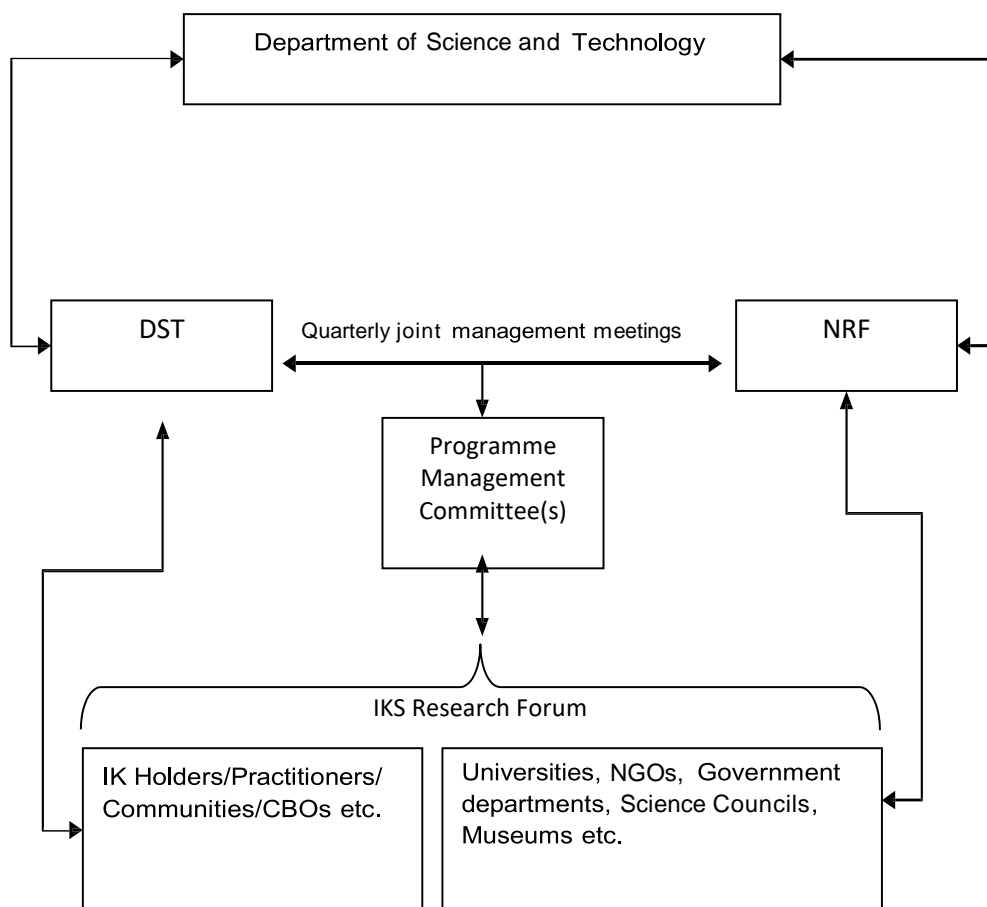 Department of Science and Technology
DST
Quarterly joint management meetings
NRF
Programme
Management
Committee(s)
IKS Research Forum
IK Holders/Practitioners/
Communities/CBOs etc.
Universities, NGOs, Government
departments, Science Councils,
Museums etc.